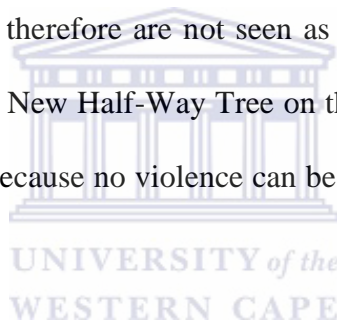 therefore are not seen as
New Half-Way Tree on th
ecause no violence can be
UNIVERSITY of the
WESTERN CAPE